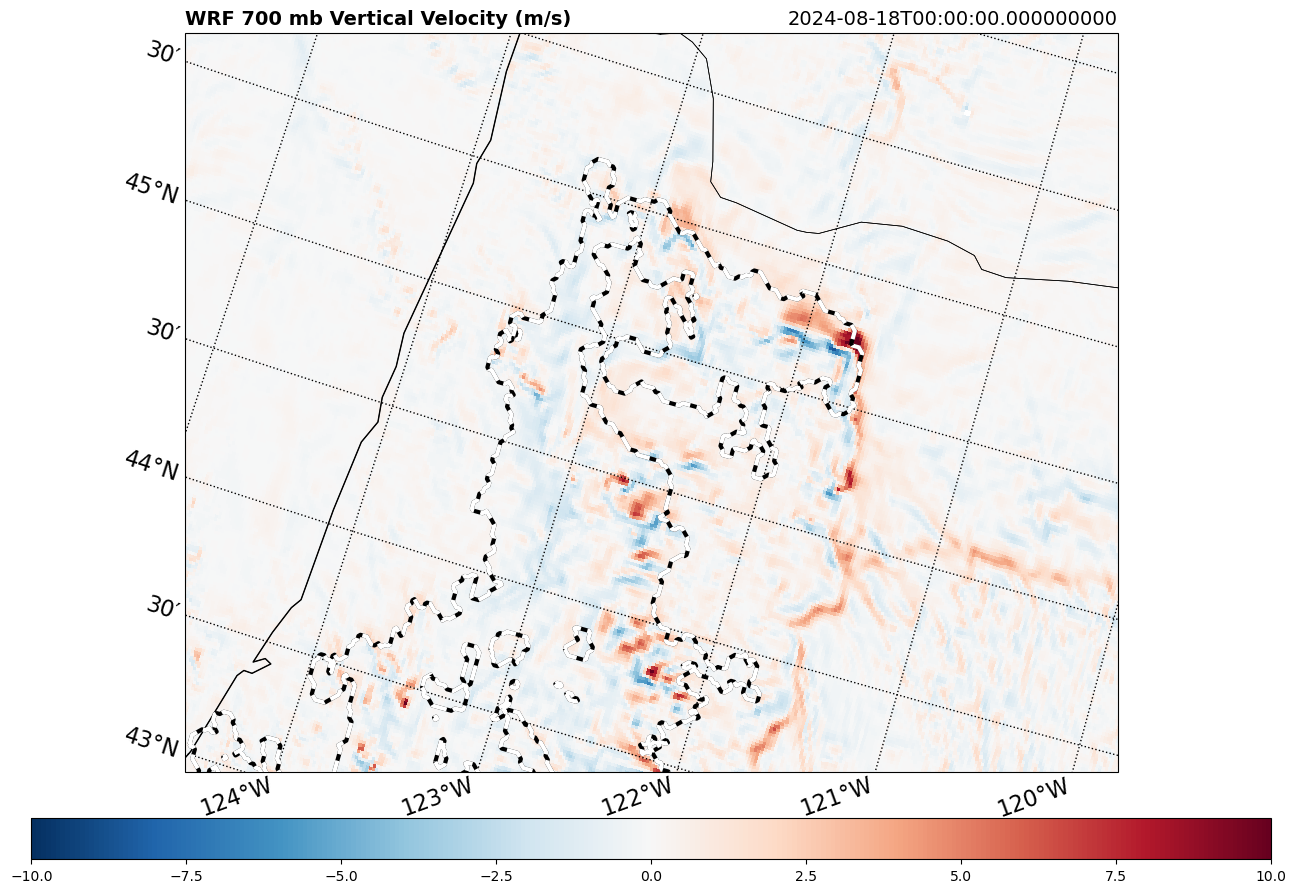 WRF 700 mb Vertical Velocity (m/s) 2024-08-18T00:00:00.000000000
30′
45°N
30′
44°N
30′
43°N
124°W 123°W 122°W 121°W 120°W
−10.0 −7.5 −5.0 −2.5 0.0 2.5 5.0 7.5 10.0